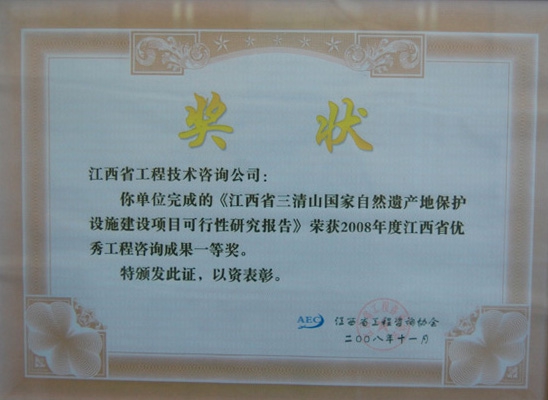 奖状
江西省工程技术咨询公司：
你单位完成的《江西省三清山国家自然遗产地保护
设施建设项目可行性研究报告》荣获2008年度江西省优
秀工程咨询成果一等奖。
特颁发此证，以资表彰。
AEC 江西省工程咨询协会
二〇〇八年十一月